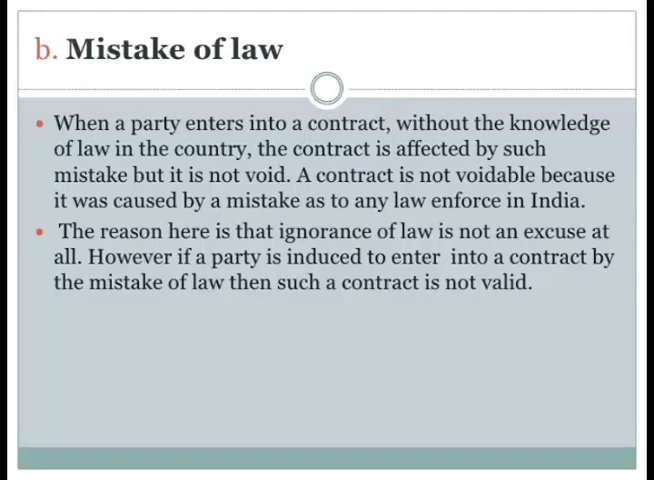 b. Mistake of law
• When a party enters into a contract, without the knowledge
of law in the country, the contract is affected by such
mistake but it is not void. A contract is not voidable because
it was caused by a mistake as to any law enforce in India.
• The reason here is that ignorance of law is not an excuse at
all. However if a party is induced to enter into a contract by
the mistake of law then such a contract is not valid.